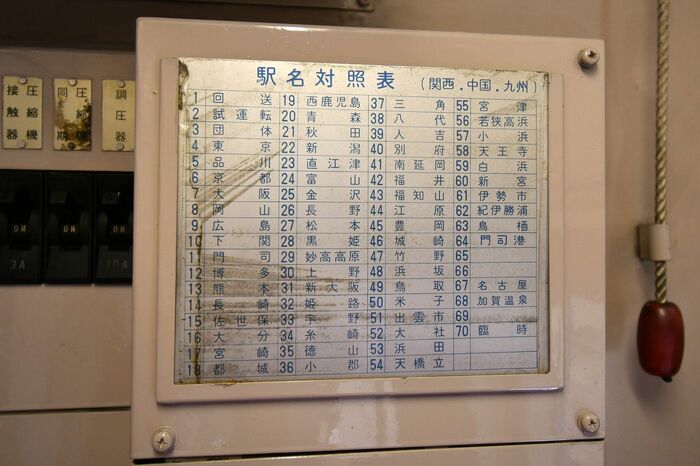 駅名対照表 (関西.中国.九州)
1 回送 19 西鹿児島 37 三角 55 宮津
2 試運転 20 青森 38 八代 56 若狭高浜
3 団体 21 秋田 39 人吉 57 小浜
4 東京 22 新潟 40 別府 58 天王寺
5 品川 23 直江津 41 南延岡 59 白浜
6 京都 24 富山 42 福井 60 新宮
7 大阪 25 金沢 43 福知山 61 伊勢市
8 岡山 26 長野 44 江原 62 紀伊勝浦
9 広島 27 松本 45 豊岡 63 鳥栖
10 下関 28 黒姫 46 城崎 64 門司港
11 門司 29 妙高高原 47 竹野 65
12 博多 30 上野 48 浜坂 66
13 熊本 31 新大阪 49 鳥取 67 名古屋
14 長崎 32 姫路 50 米子 68 加賀温泉
15 佐世保 33 宇野 51 出雲市 69
16 大分 34 糸崎 52 大社 70 臨時
17 宮崎 35 徳山 53 浜田
18 都城 36 小郡 54 天橋立
圧縮機
接触器
圧縮機
同期
調圧器
ON
ON
ON
3A
10A